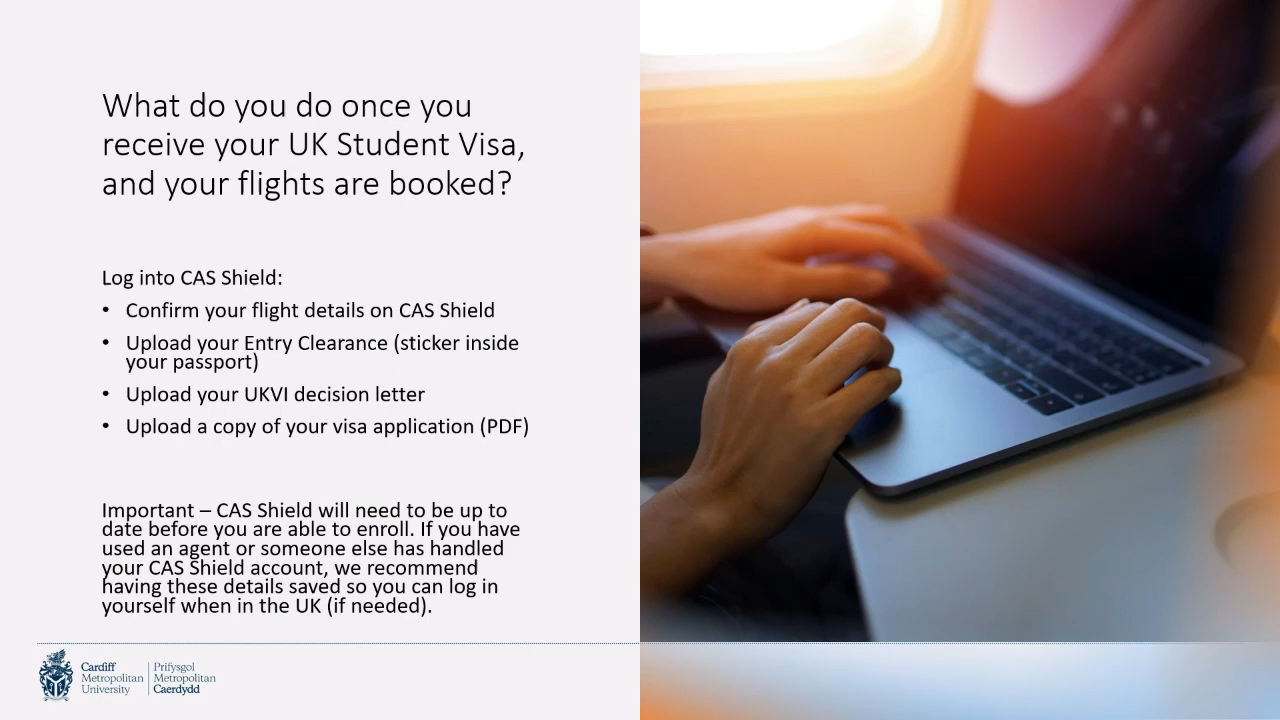 What do you do once you
receive your UK Student Visa,
and your flights are booked?
Log into CAS Shield:
• Confirm your flight details on CAS Shield
• Upload your Entry Clearance (sticker inside
your passport)
• Upload your UKVI decision letter
• Upload a copy of your visa application (PDF)
Important – CAS Shield will need to be up to
date before you are able to enroll. If you have
used an agent or someone else has handled
your CAS Shield account, we recommend
having these details saved so you can log in
yourself when in the UK (if needed).
Cardiff
Metropolitan
University
Prifysgol
Metropolitan
Caerdydd